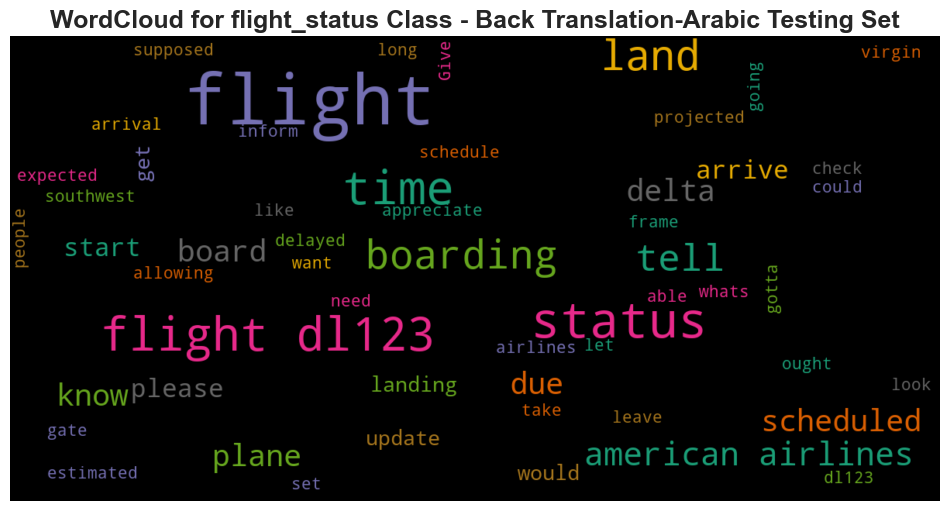 WordCloud for flight_status Class - Back Translation-Arabic Testing Set
supposed
long
Give
land
virgin
flight
going
arrival
inform
projected
get
schedule
expected
time
arrive
check
southwest
delta
could
like
appreciate
people
frame
start
board
delayed
boarding
tell
want
allowing
gotta
need
able
whats
flight dl123
status
airlines
let
ought
know
please
landing
due
look
take
leave
scheduled
gate
update
plane
american airlines
estimated
set
would
dl123